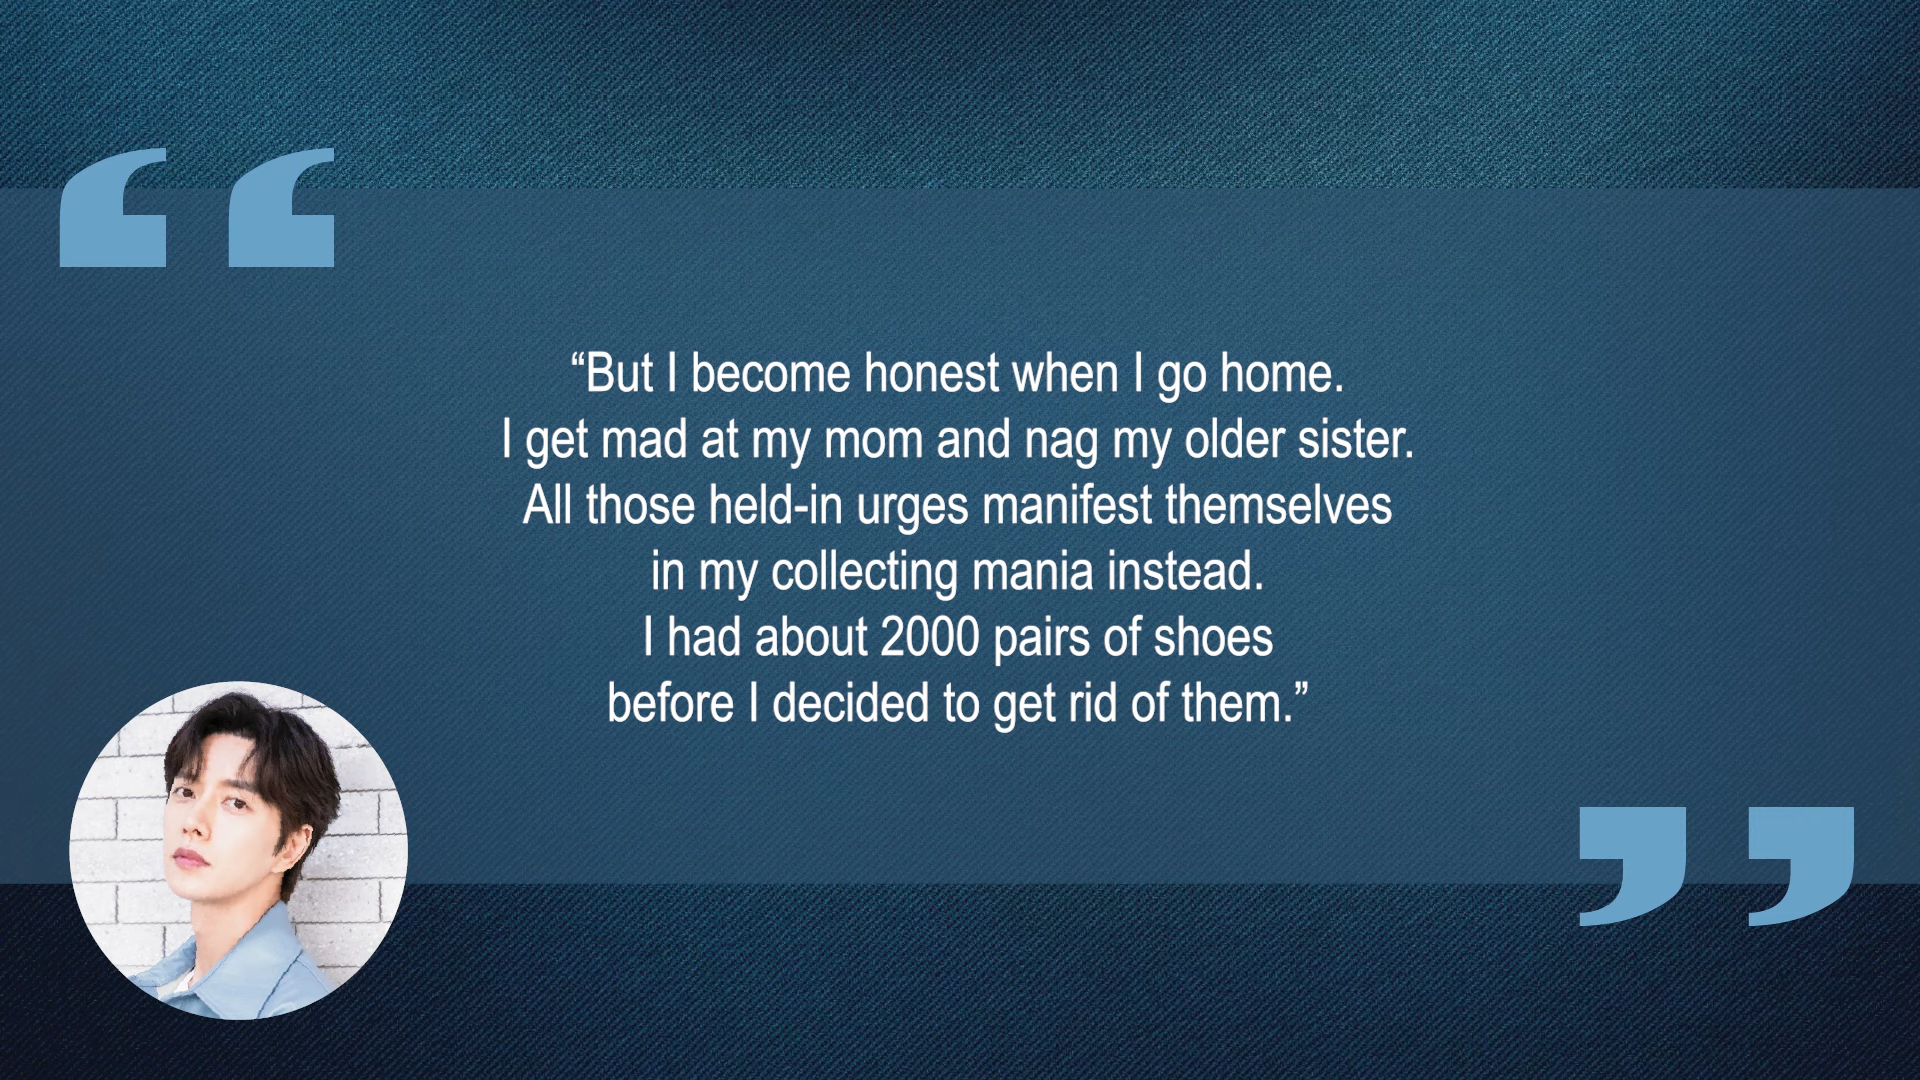 “But I become honest when I go home.
I get mad at my mom and nag my older sister.
All those held-in urges manifest themselves
in my collecting mania instead.
I had about 2000 pairs of shoes
before I decided to get rid of them.”